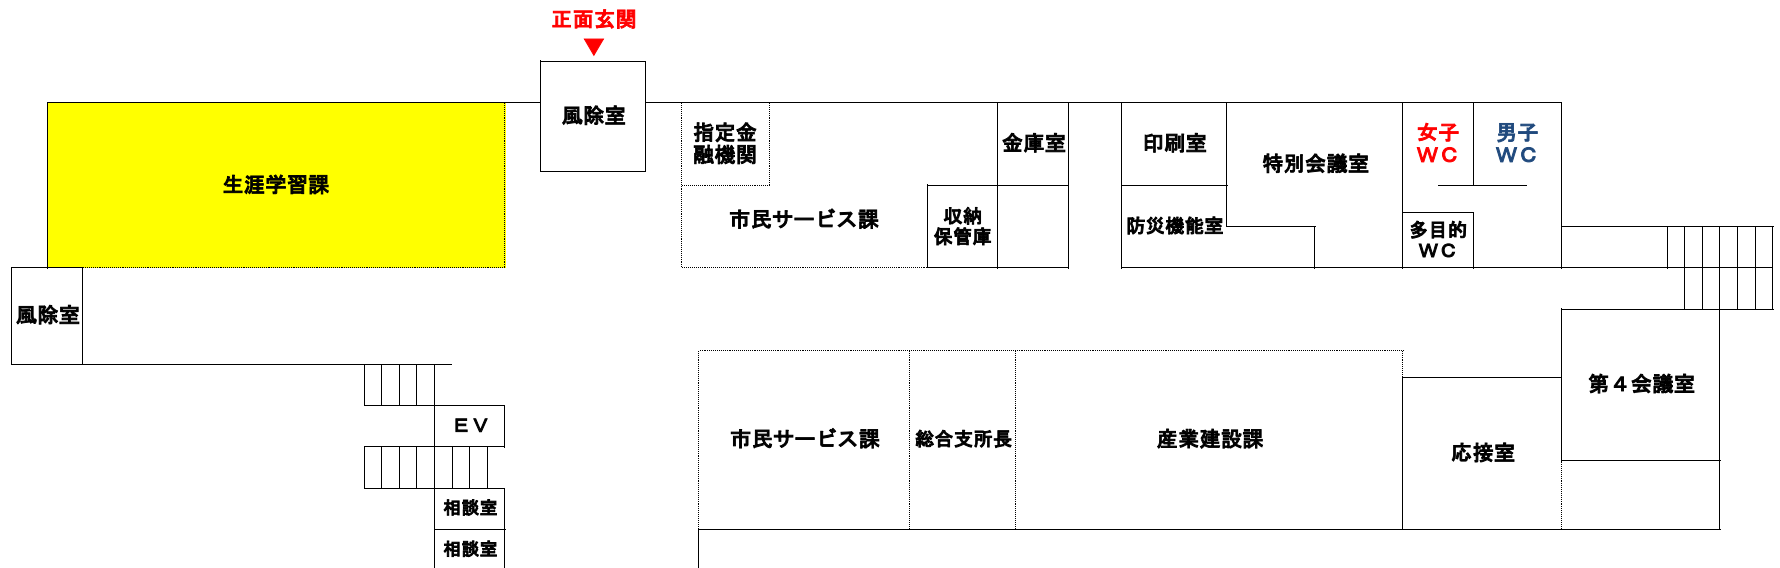 正面玄関
風除室
指定金
融機関
金庫室
印刷室
特別会議室
女子
ＷＣ
男子
ＷＣ
生涯学習課
市民サービス課
収納
保管庫
防災機能室
多目的
ＷＣ
風除室
第４会議室
ＥＶ
市民サービス課
総合支所長
産業建設課
応接室
相談室
相談室